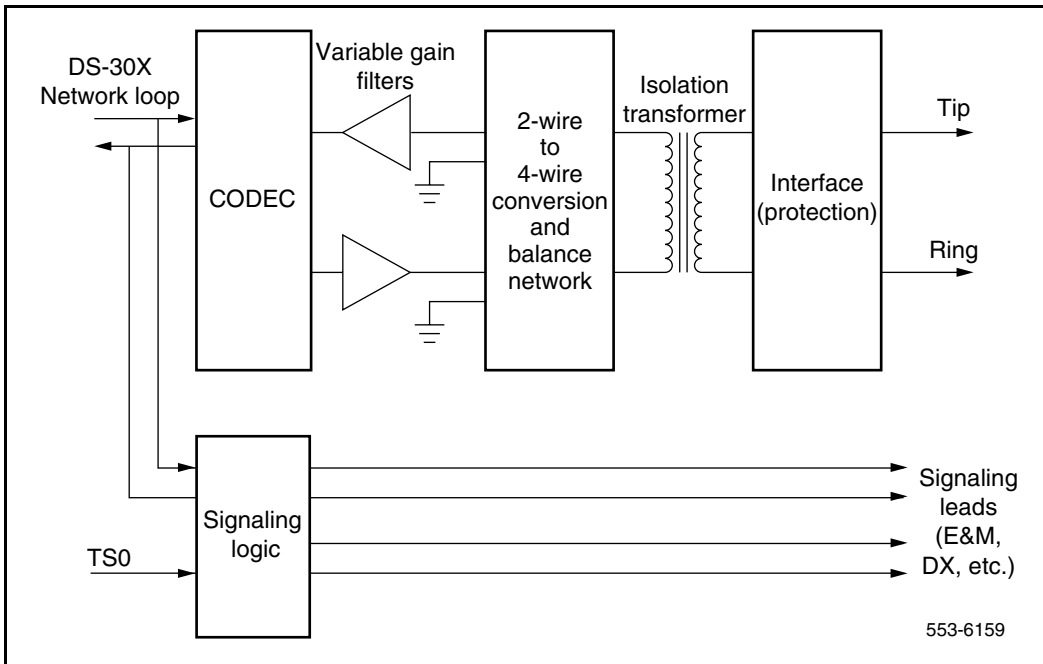 DS-30X
Network loop
CODEC
Variable gain
filters
2-wire
to
4-wire
conversion
and
balance
network
Isolation
transformer
Interface
(protection)
Tip
Ring
Signaling
logic
TS0
Signaling
leads
(E&M,
DX, etc.)
553-6159